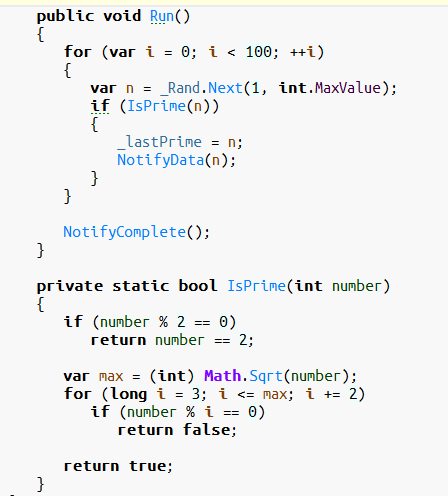 public void Run()
{
for (var i = 0; i < 100; ++i)
{
var n = _Rand.Next(1, int.MaxValue);
if (IsPrime(n))
{
_lastPrime = n;
NotifyData(n);
}
}
NotifyComplete();
}
private static bool IsPrime(int number)
{
if (number % 2 == 0)
return number == 2;
var max = (int) Math.Sqrt(number);
for (long i = 3; i <= max; i += 2)
if (number % i == 0)
return false;
return true;
}